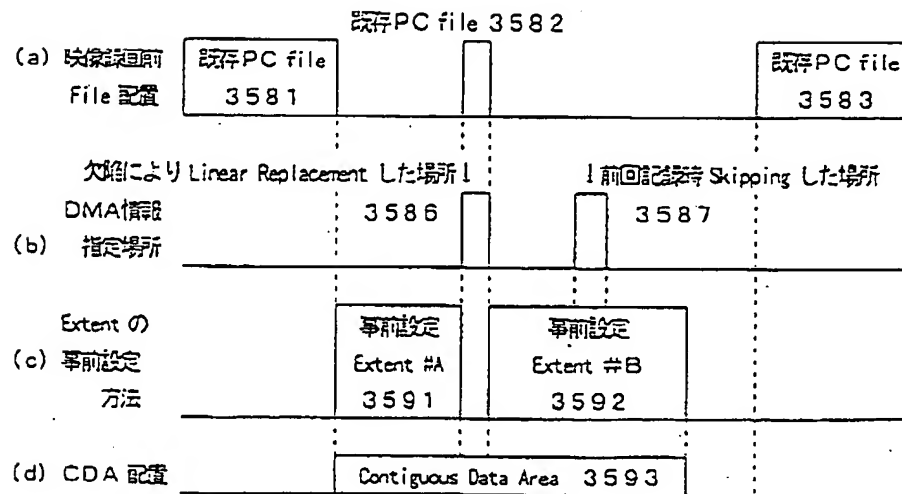 既存PC file 3582
(a) 映像録画前
File 配置
既存PC file
3581
既存PC file
3583
欠陥により Linear Replacement した場所↓
↓前回記録時 Skipping した場所
DMA情報
(b) 指定場所
3586
3587
Extent の
(c) 事前設定
方法
事前設定
Extent #A
3591
事前設定
Extent #B
3592
(d) CDA 配置
Contiguous Data Area 3593